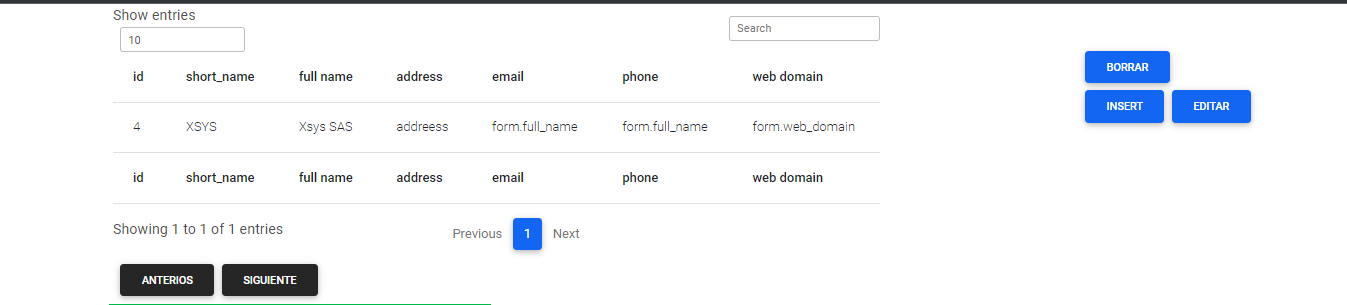 Show entries
10
Search
id short_name full name address email phone web domain
BORRAR
INSERT EDITAR
4 XSYS Xsys SAS addreess form.full_name form.full_name form.web_domain
id short_name full name address email phone web domain
Showing 1 to 1 of 1 entries
Previous 1 Next
ANTERIOS SIGUIENTE